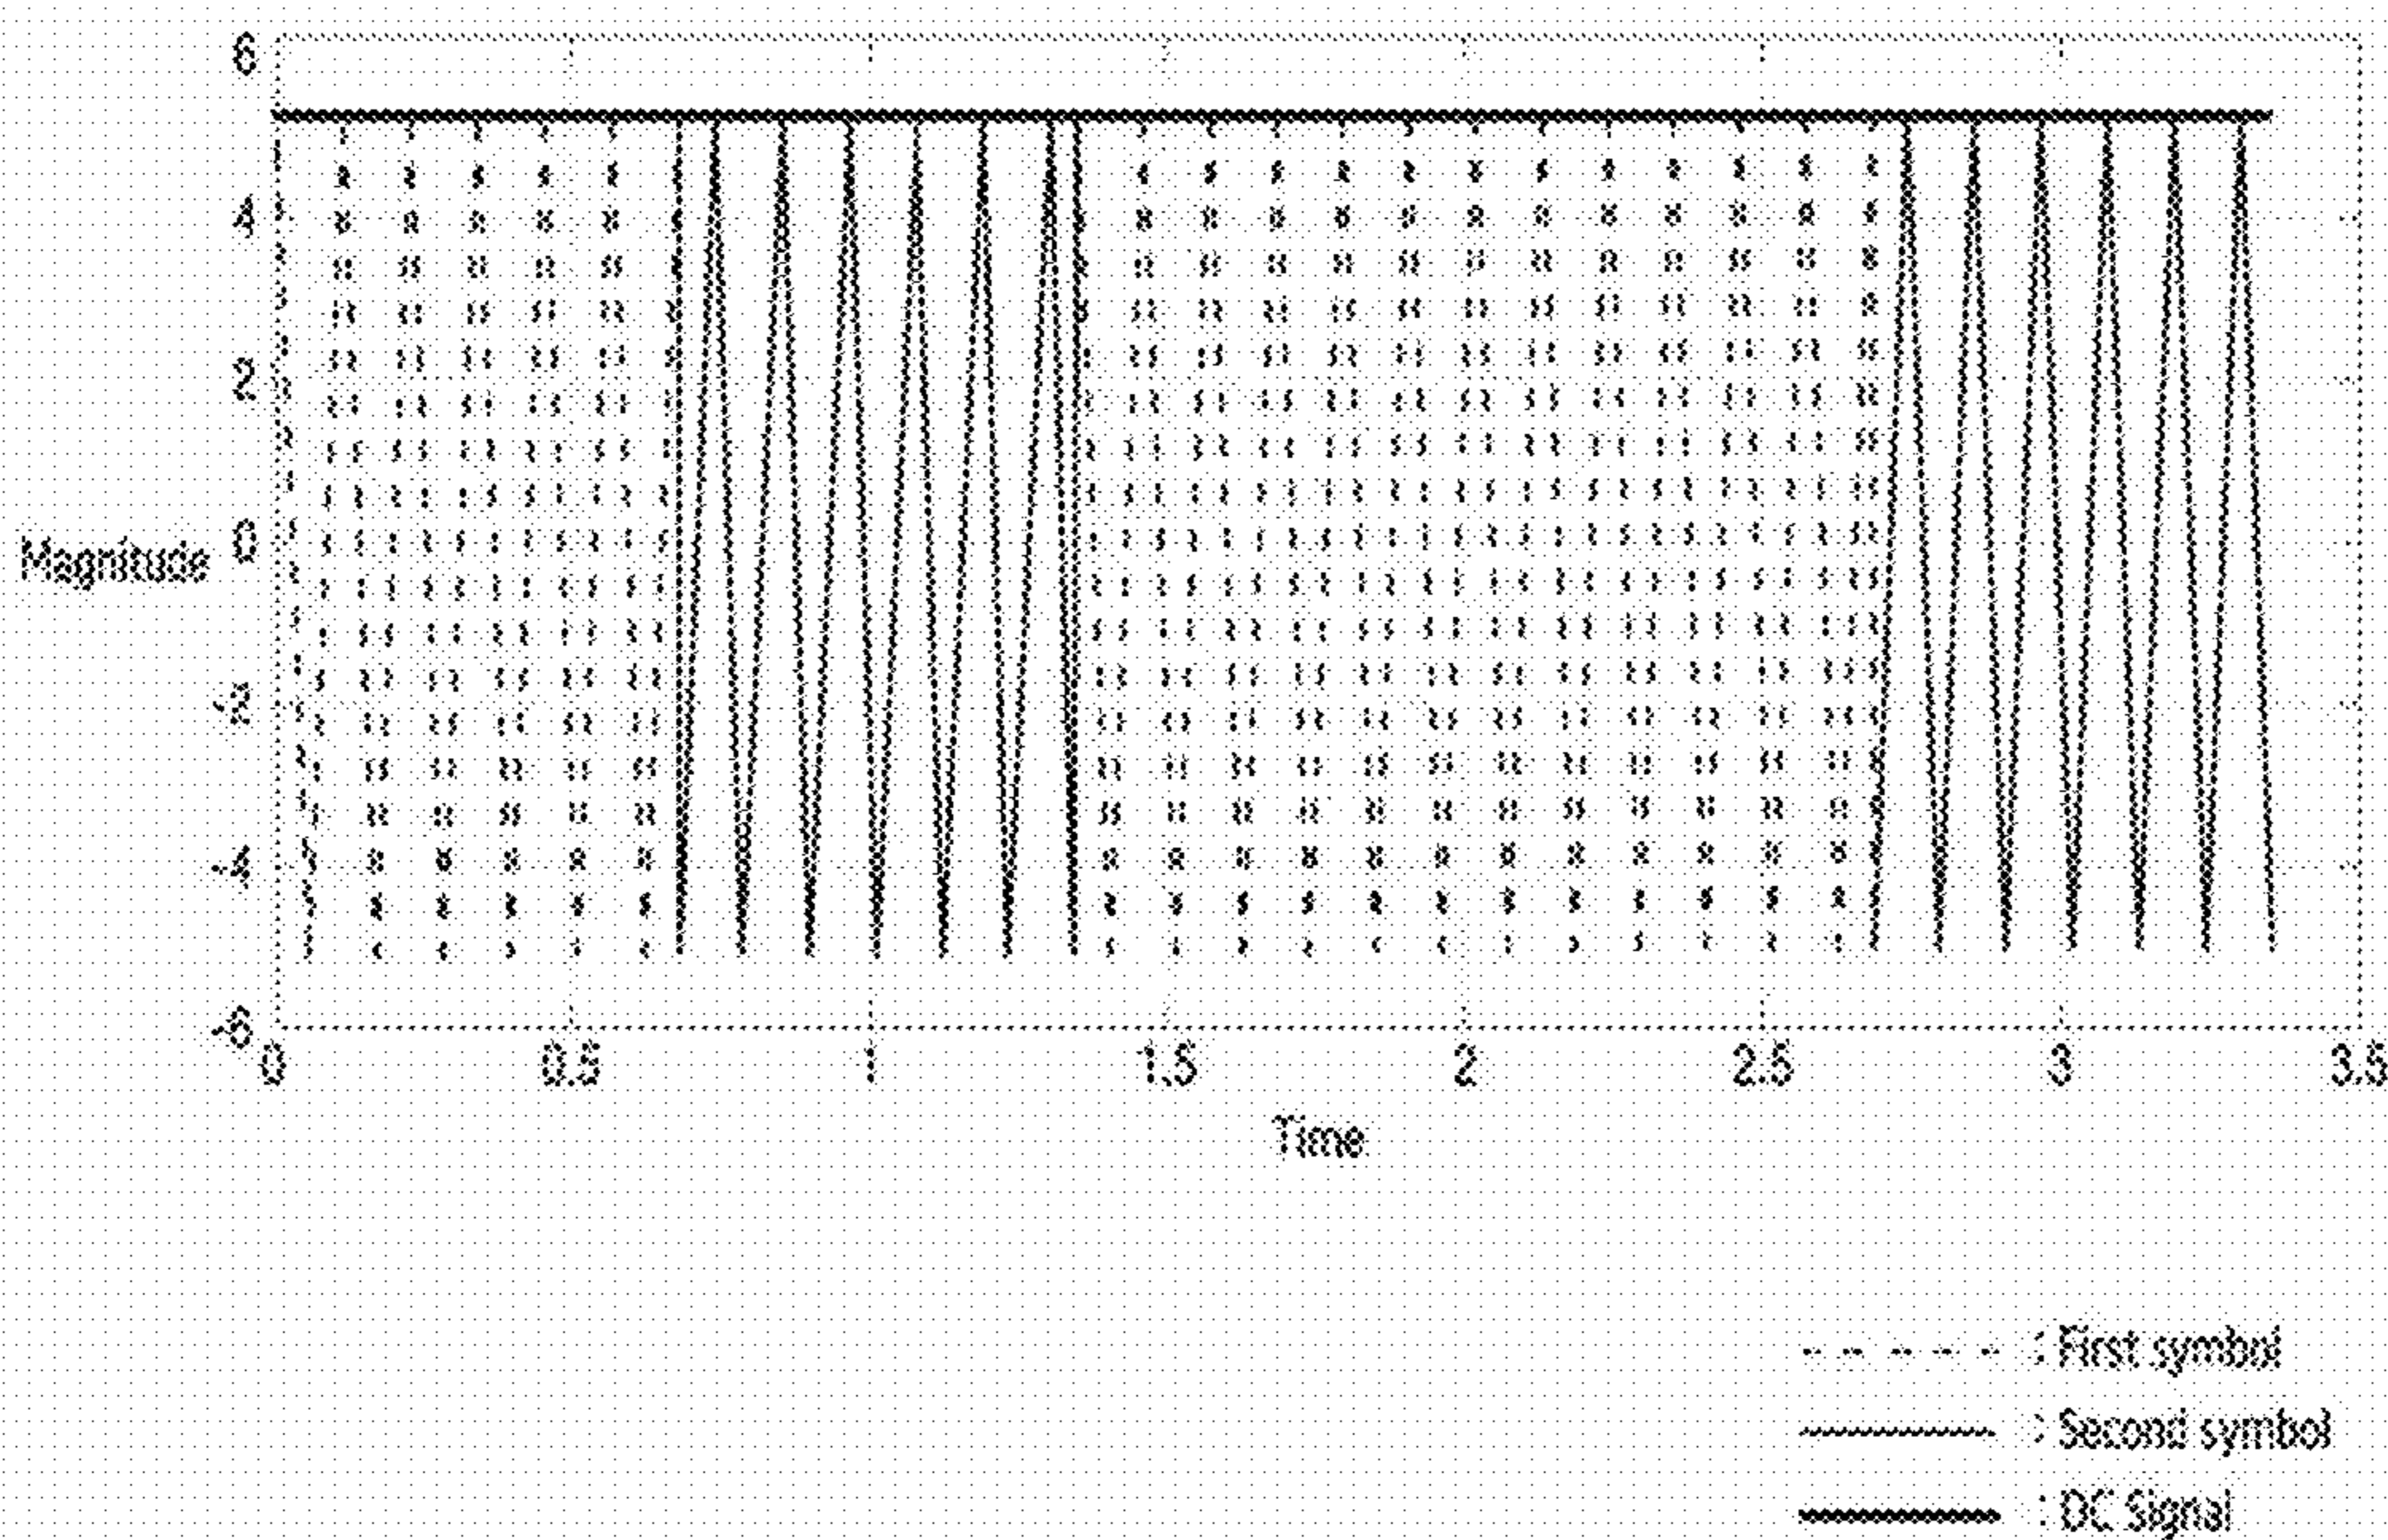 6
4
2
Magnitude 0
-2
-4
-6
0 0.5 1 1.5 2 2.5 3 3.5
Time
: First symbol
: Second symbol
: DC Signal